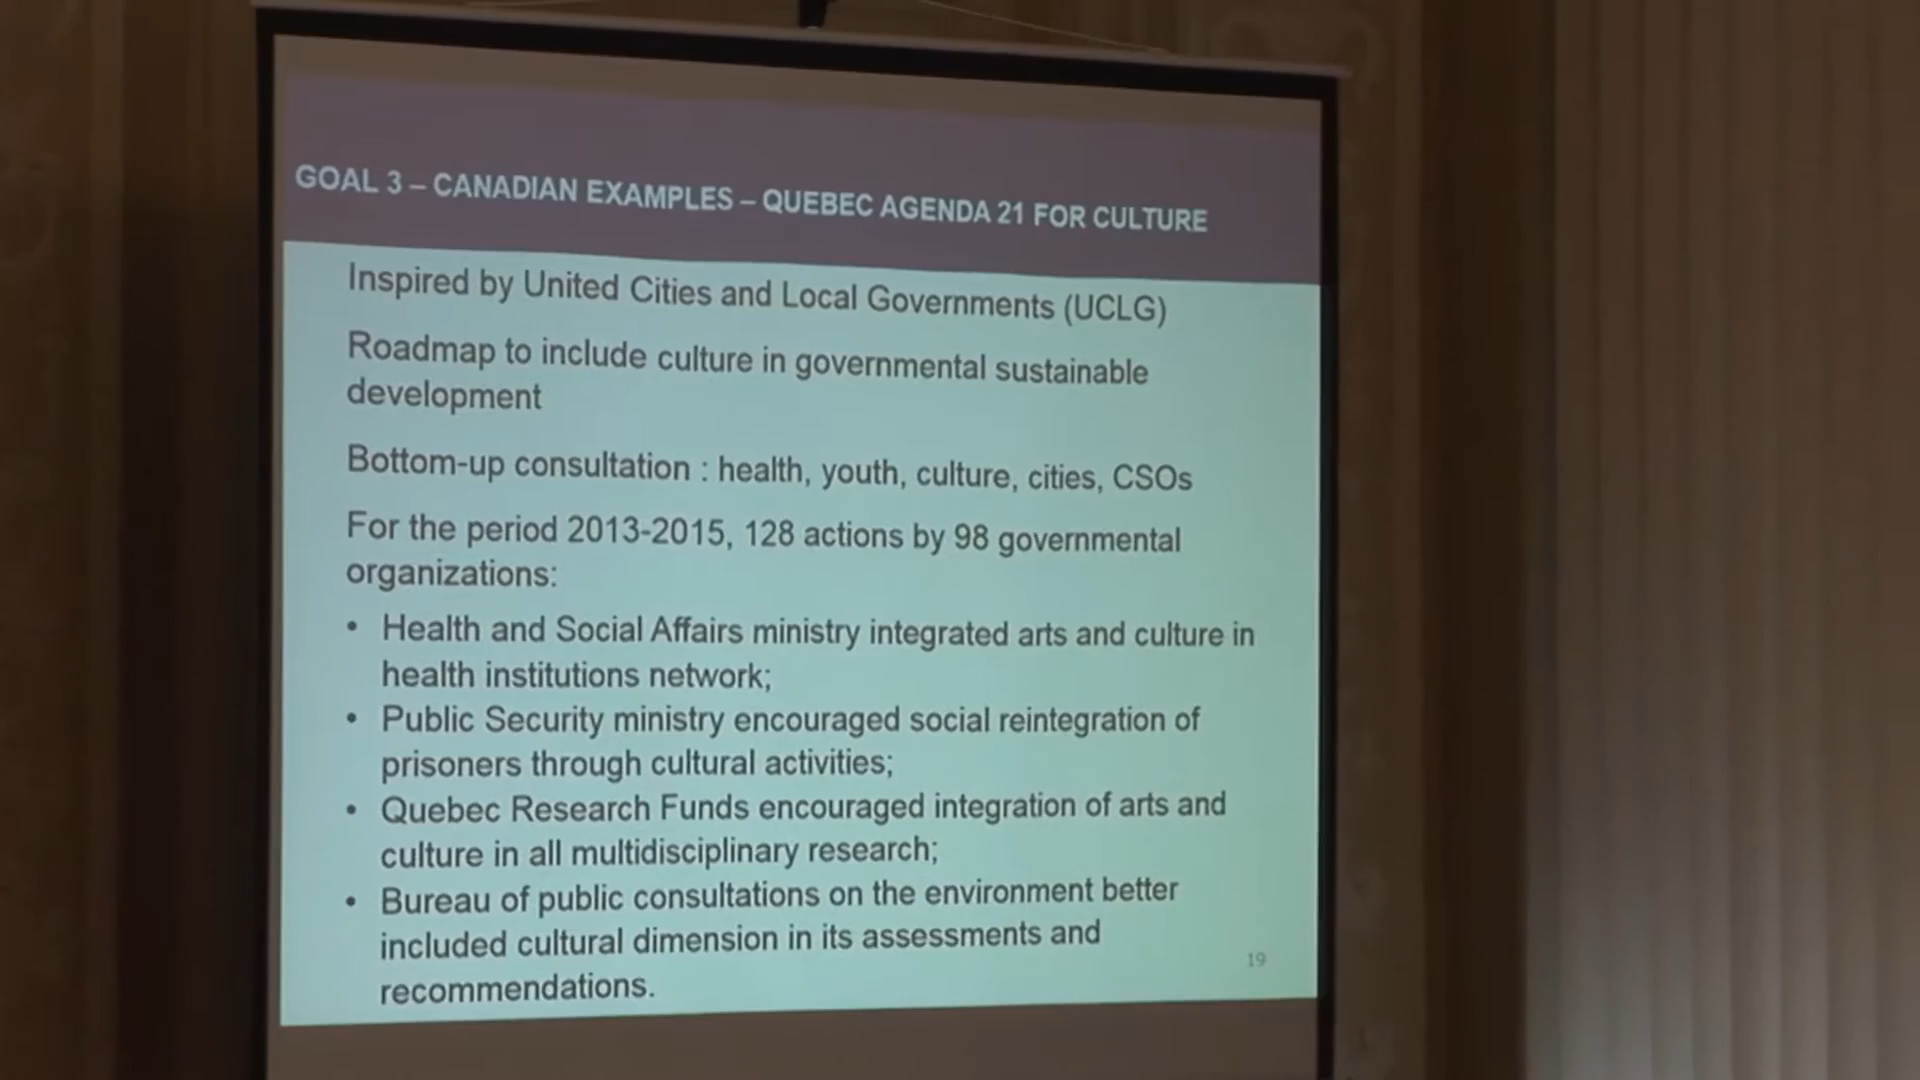 GOAL 3 – CANADIAN EXAMPLES – QUEBEC AGENDA 21 FOR CULTURE
Inspired by United Cities and Local Governments (UCLG)
Roadmap to include culture in governmental sustainable
development
Bottom-up consultation : health, youth, culture, cities, CSOs
For the period 2013-2015, 128 actions by 98 governmental
organizations:
• Health and Social Affairs ministry integrated arts and culture in
health institutions network;
• Public Security ministry encouraged social reintegration of
prisoners through cultural activities;
• Quebec Research Funds encouraged integration of arts and
culture in all multidisciplinary research;
• Bureau of public consultations on the environment better
included cultural dimension in its assessments and
recommendations.
19